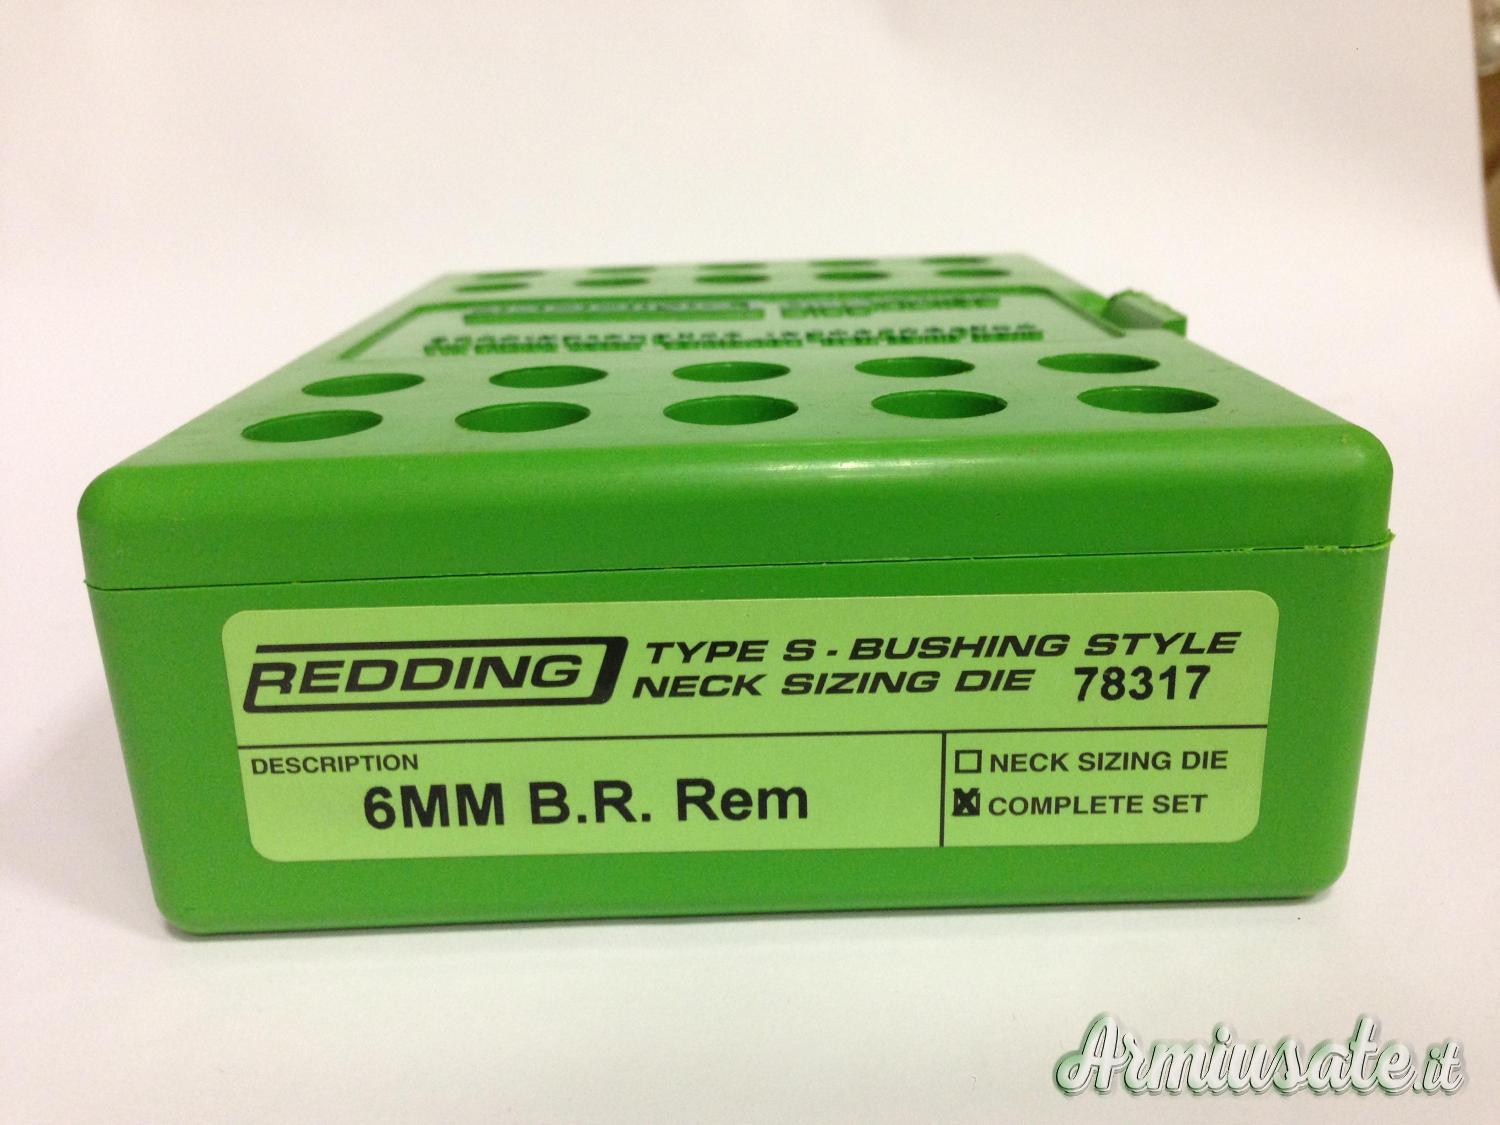 REDDING
TYPE S - BUSHING STYLE
NECK SIZING DIE 78317
DESCRIPTION
6MM B.R. Rem
NECK SIZING DIE
X COMPLETE SET
Armiusate.it